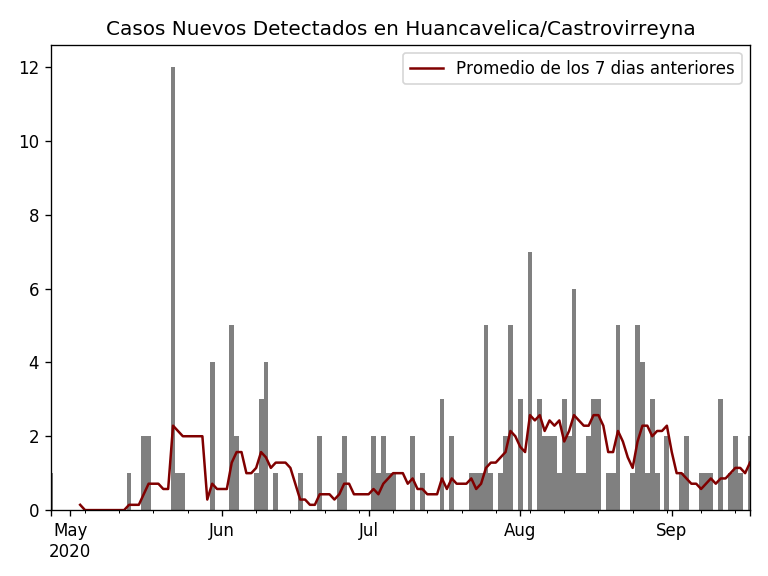 Casos Nuevos Detectados en Huancavelica/Castrovirreyna
Promedio de los 7 dias anteriores
12
10
8
6
4
2
0
May Jun Jul Aug Sep
2020